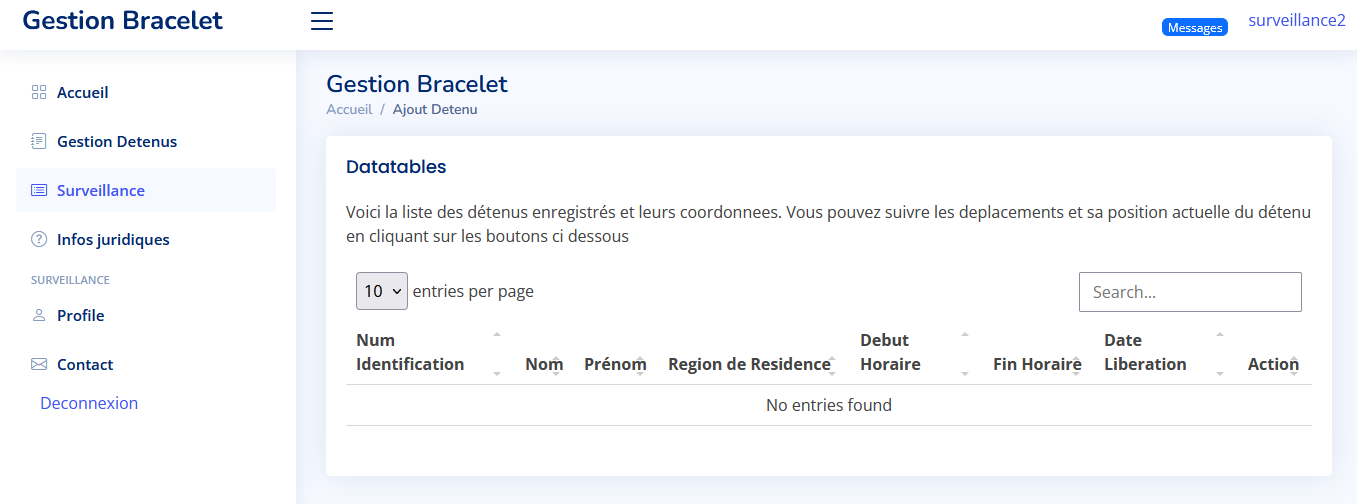 Gestion Bracelet
Messages
surveillance2
Accueil
Gestion Detenus
Surveillance
Infos juridiques
SURVEILLANCE
Profile
Contact
Deconnexion
Gestion Bracelet
Accueil / Ajout Detenu
Datatables
Voici la liste des détenus enregistrés et leurs coordonnees. Vous pouvez suivre les deplacements et sa position actuelle du détenu
en cliquant sur les boutons ci dessous
10 entries per page
Search...
Num Identification
Nom
Prénom
Region de Residence
Debut Horaire
Fin Horaire
Date Liberation
Action
No entries found